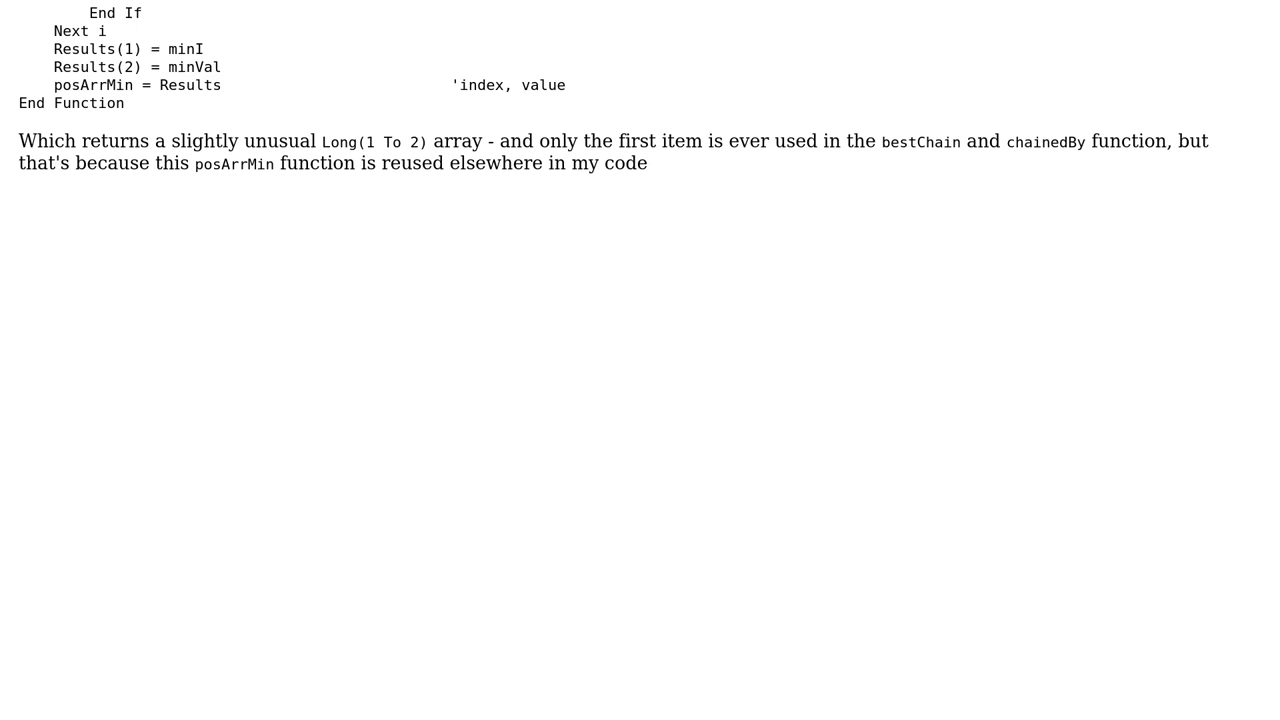 End If
    Next i
    Results(1) = minI
    Results(2) = minVal
    posArrMin = Results                          'index, value
End Function
Which returns a slightly unusual Long(1 To 2) array - and only the first item is ever used in the bestChain and chainedBy function, but
that's because this posArrMin function is reused elsewhere in my code